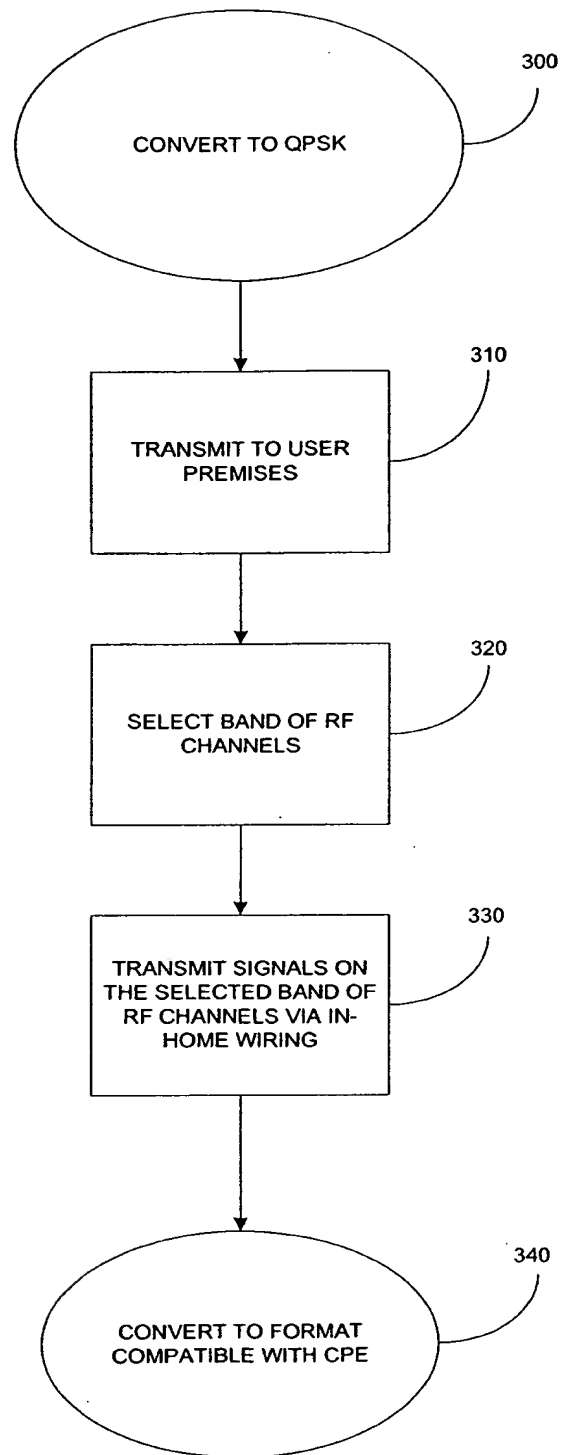 300
CONVERT TO QPSK
310
TRANSMIT TO USER
PREMISES
320
SELECT BAND OF RF
CHANNELS
330
TRANSMIT SIGNALS ON
THE SELECTED BAND OF
RF CHANNELS VIA IN-
HOME WIRING
340
CONVERT TO FORMAT
COMPATIBLE WITH CPE